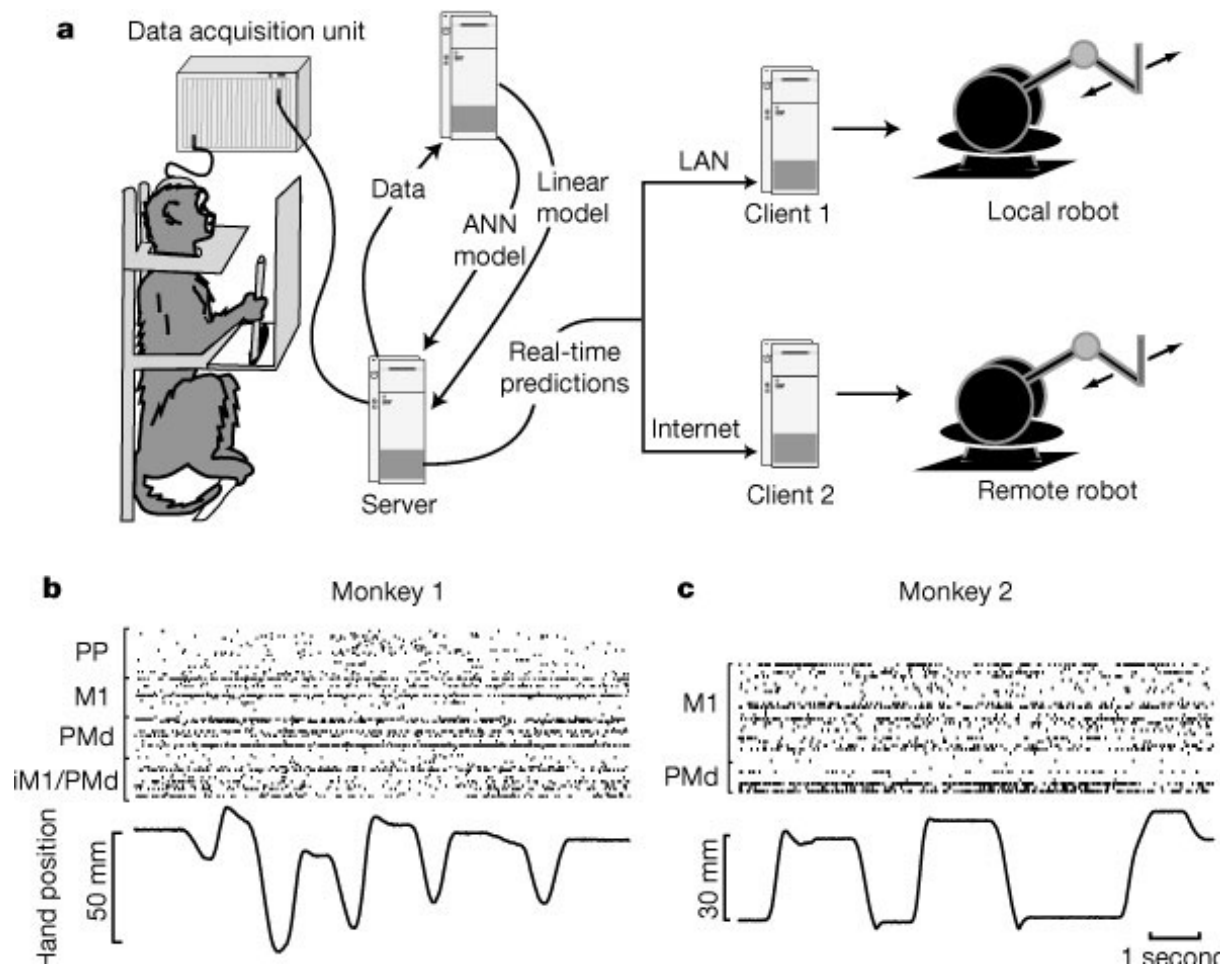 a
Data acquisition unit
Data
ANN
model
Linear
model
LAN
Client 1
Local robot
Real-time
predictions
Internet
Server
Client 2
Remote robot
b
Monkey 1
PP
M1
PMd
iM1/PMd
Hand position
50 mm
c
Monkey 2
M1
PMd
30 mm
1 second